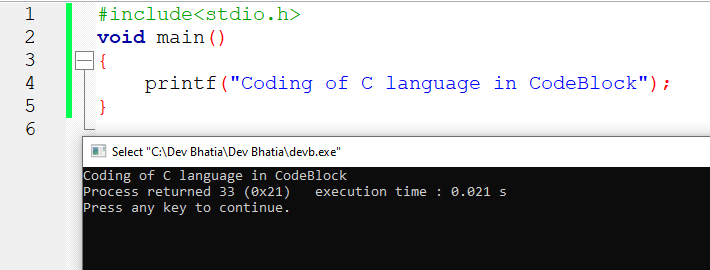 1 #include<stdio.h>
2 void main()
3 {
4 printf("Coding of C language in CodeBlock");
5 }
6
Select "C:\Dev Bhatia\Dev Bhatia\devb.exe"
Coding of C language in CodeBlock
Process returned 33 (0x21)   execution time : 0.021 s
Press any key to continue.